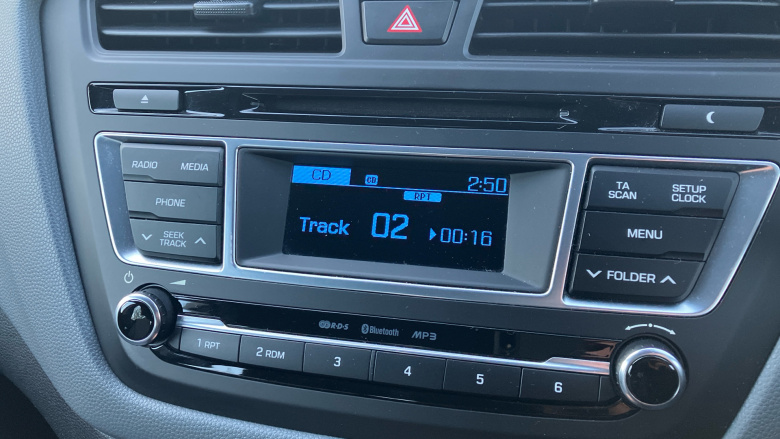 RADIO MEDIA
PHONE
SEEK
TRACK
CD CD 2:50
RPT
Track 02 00:16
TA
SCAN
SETUP
CLOCK
MENU
FOLDER
R·D·S Bluetooth MP3
1 RPT 2 RDM 3 4 5 6